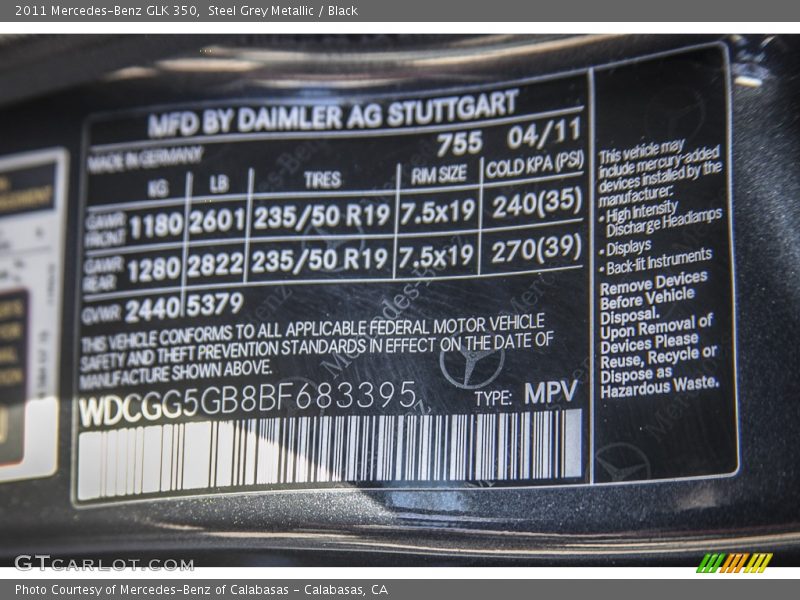 2011 Mercedes-Benz GLK 350, Steel Grey Metallic / Black
MFD BY DAIMLER AG STUTTGART
MADE IN GERMANY 755 04/11
KG LB TIRES RIM SIZE COLD KPA (PSI)
GAWR FRONT 1180 2601 235/50 R19 7.5x19 240(35)
GAWR REAR 1280 2822 235/50 R19 7.5x19 270(39)
GVWR 2440 5379
THIS VEHICLE CONFORMS TO ALL APPLICABLE FEDERAL MOTOR VEHICLE
SAFETY AND THEFT PREVENTION STANDARDS IN EFFECT ON THE DATE OF
MANUFACTURE SHOWN ABOVE.
WDCGG5GB8BF683395 TYPE: MPV
This vehicle may
include mercury-added
devices installed by the
manufacturer:
• High Intensity
Discharge Headlamps
• Displays
• Back-lit Instruments
Remove Devices
Before Vehicle
Disposal.
Upon Removal of
Devices Please
Reuse, Recycle or
Dispose as
Hazardous Waste.
GTCARLOT.COM
Photo Courtesy of Mercedes-Benz of Calabasas - Calabasas, CA